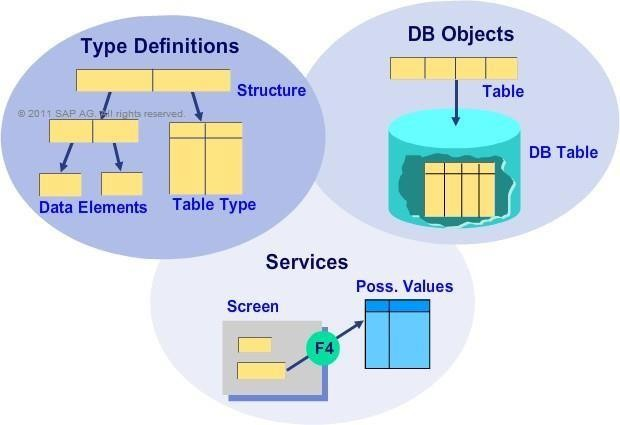 Type Definitions
Structure
© 2011 SAP AG. All rights reserved.
Data Elements
Table Type
DB Objects
Table
DB Table
Services
Screen
Poss. Values
F4